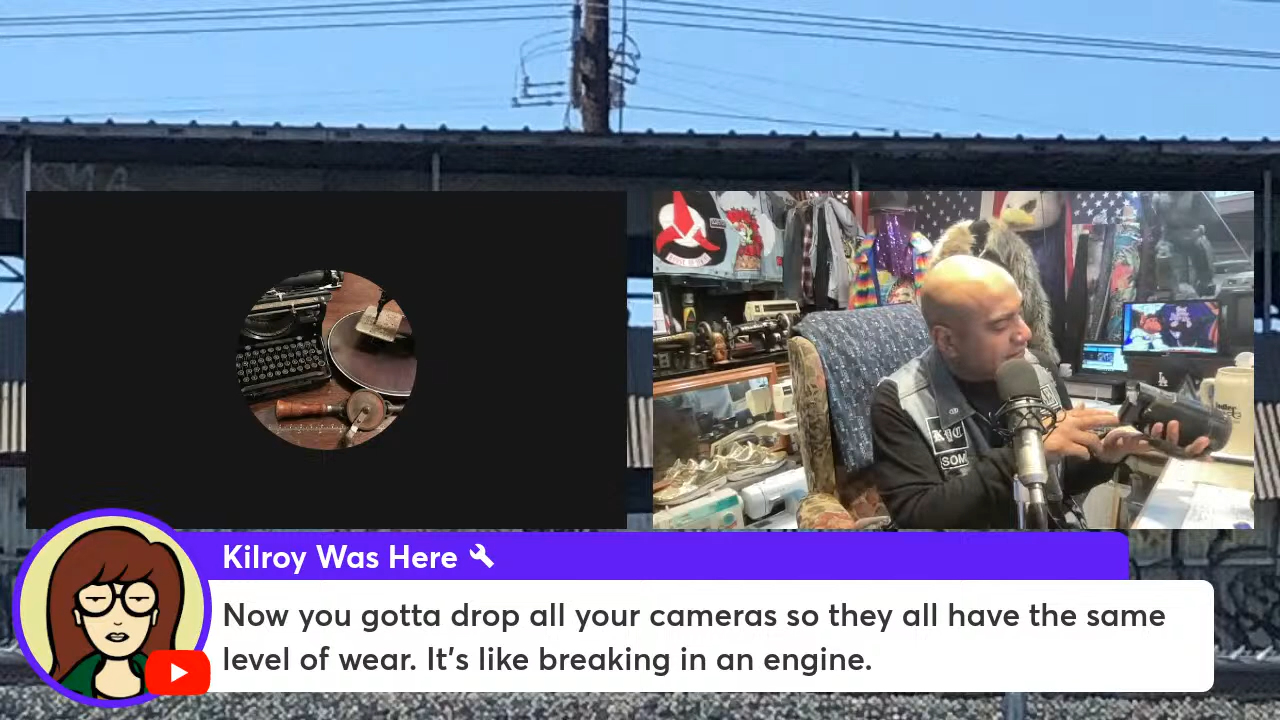 Kilroy Was Here
Now you gotta drop all your cameras so they all have the same
level of wear. It's like breaking in an engine.